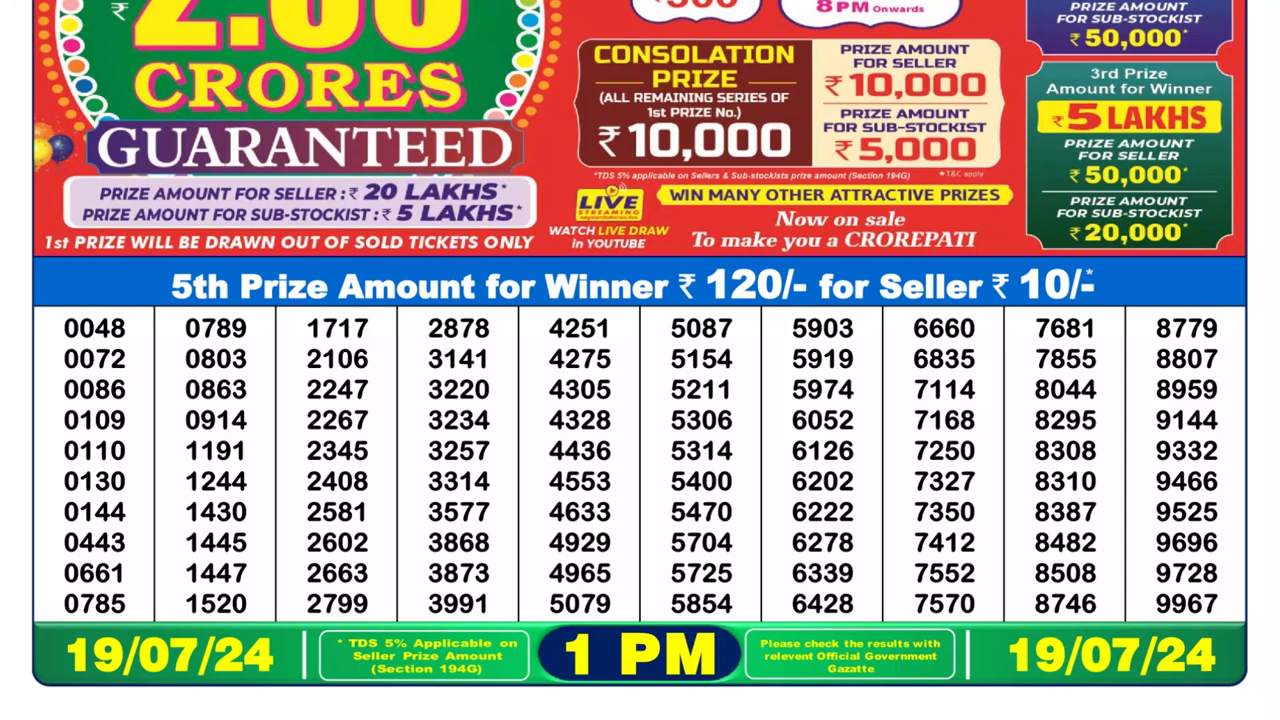 ₹ 2.00
CRORES
GUARANTEED
PRIZE AMOUNT FOR SELLER :₹ 20 LAKHS*
PRIZE AMOUNT FOR SUB-STOCKIST :₹ 5 LAKHS*
1st PRIZE WILL BE DRAWN OUT OF SOLD TICKETS ONLY
8 PM Onwards
CONSOLATION
PRIZE
(ALL REMAINING SERIES OF
1st PRIZE No.)
₹ 10,000
PRIZE AMOUNT
FOR SELLER
₹ 10,000
PRIZE AMOUNT
FOR SUB-STOCKIST
₹ 5,000
*TDS 5% applicable on Sellers & Sub-stockists prize amount (Section 194G)
★T&C apply
LIVE
STREAMING
WATCH LIVE DRAW
in YOUTUBE
WIN MANY OTHER ATTRACTIVE PRIZES
Now on sale
To make you a CROREPATI
PRIZE AMOUNT
FOR SUB-STOCKIST
₹ 50,000*
3rd Prize
Amount for Winner
₹ 5 LAKHS
PRIZE AMOUNT
FOR SELLER
₹ 50,000*
PRIZE AMOUNT
FOR SUB-STOCKIST
₹ 20,000*
5th Prize Amount for Winner ₹ 120/- for Seller ₹ 10/-*
0048 0789 1717 2878 4251 5087 5903 6660 7681 8779
0072 0803 2106 3141 4275 5154 5919 6835 7855 8807
0086 0863 2247 3220 4305 5211 5974 7114 8044 8959
0109 0914 2267 3234 4328 5306 6052 7168 8295 9144
0110 1191 2345 3257 4436 5314 6126 7250 8308 9332
0130 1244 2408 3314 4553 5400 6202 7327 8310 9466
0144 1430 2581 3577 4633 5470 6222 7350 8387 9525
0443 1445 2602 3868 4929 5704 6278 7412 8482 9696
0661 1447 2663 3873 4965 5725 6339 7552 8508 9728
0785 1520 2799 3991 5079 5854 6428 7570 8746 9967
19/07/24
* TDS 5% Applicable on
Seller Prize Amount
(Section 194G)
1 PM
Please check the results with
relevent Official Government
Gazatte
19/07/24